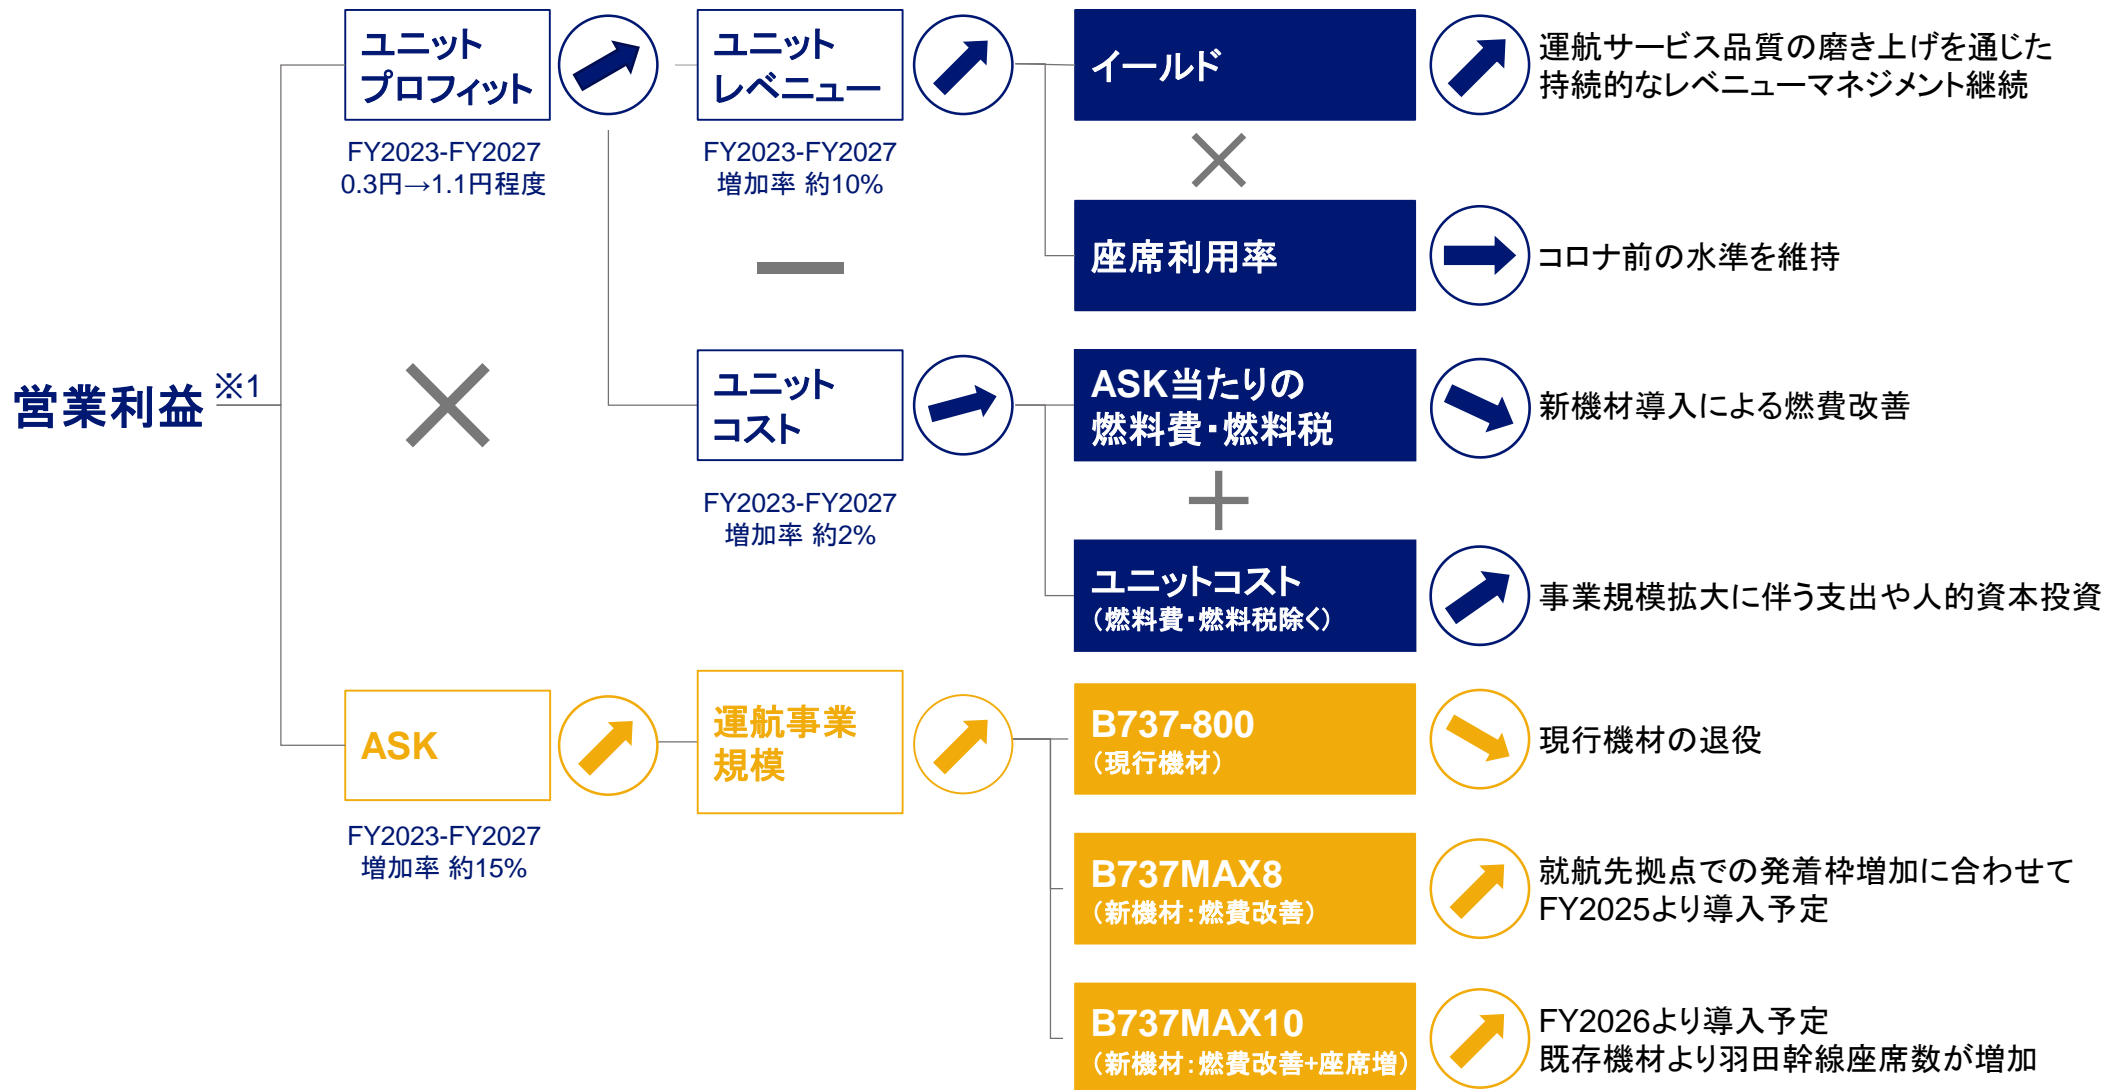 営業利益 ※1
ユニット
プロフィット
FY2023-FY2027
0.3円→1.1円程度
ユニット
レベニュー
FY2023-FY2027
増加率 約10%
イールド
運航サービス品質の磨き上げを通じた
持続的なレベニューマネジメント継続
×
座席利用率
コロナ前の水準を維持
ー
×
ユニット
コスト
FY2023-FY2027
増加率 約2%
ASK当たりの
燃料費・燃料税
新機材導入による燃費改善
+
ユニットコスト
（燃料費・燃料税除く）
事業規模拡大に伴う支出や人的資本投資
ASK
FY2023-FY2027
増加率 約15%
運航事業
規模
B737-800
（現行機材）
現行機材の退役
B737MAX8
（新機材：燃費改善）
就航先拠点での発着枠増加に合わせて
FY2025より導入予定
B737MAX10
（新機材：燃費改善+座席増）
FY2026より導入予定
既存機材より羽田幹線座席数が増加